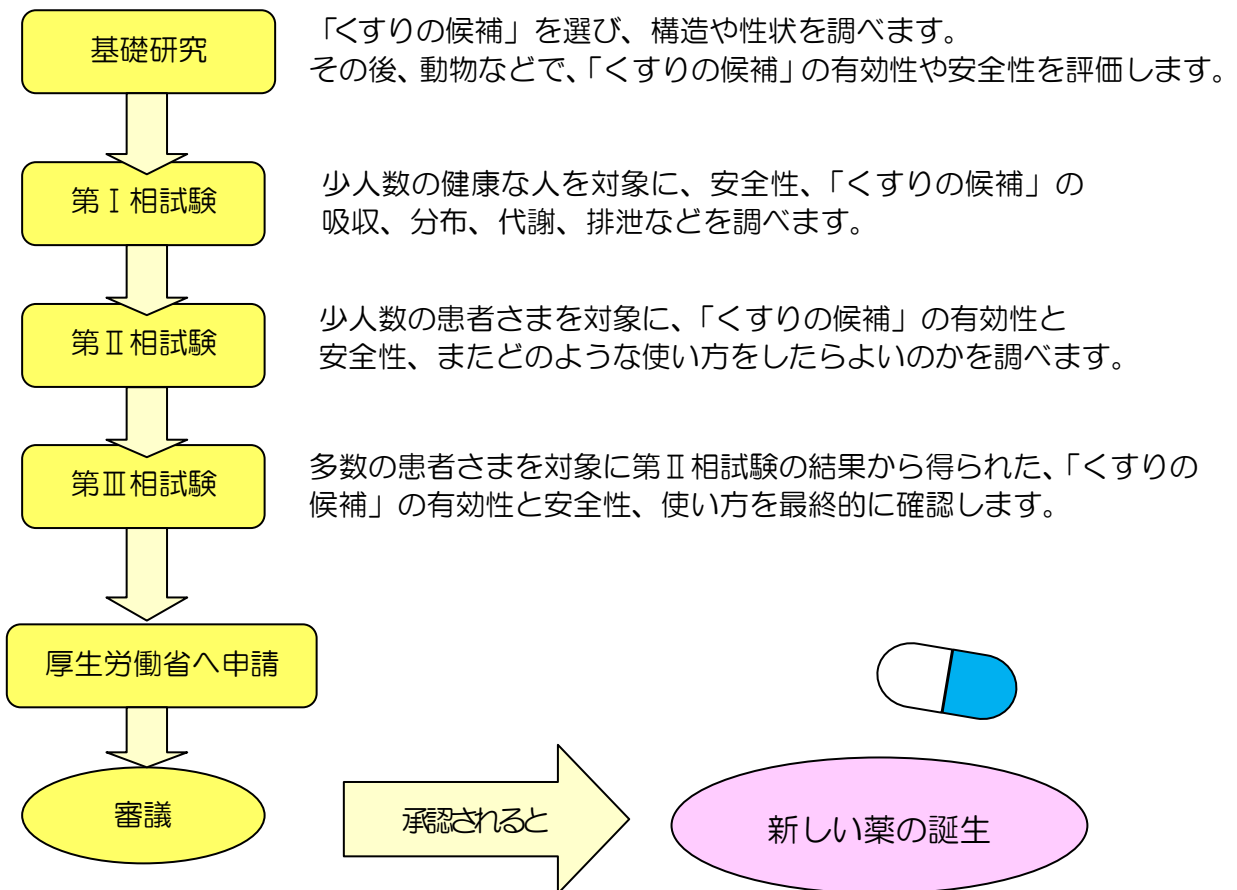 基礎研究
「くすりの候補」を選び、構造や性状を調べます。
その後、動物などで、「くすりの候補」の有効性や安全性を評価します。
第Ⅰ相試験
少人数の健康な人を対象に、安全性、「くすりの候補」の
吸収、分布、代謝、排泄などを調べます。
第Ⅱ相試験
少人数の患者さまを対象に、「くすりの候補」の有効性と
安全性、またどのような使い方をしたらよいのかを調べます。
第Ⅲ相試験
多数の患者さまを対象に第Ⅱ相試験の結果から得られた、「くすりの
候補」の有効性と安全性、使い方を最終的に確認します。
厚生労働省へ申請
審議
承認されると
新しい薬の誕生